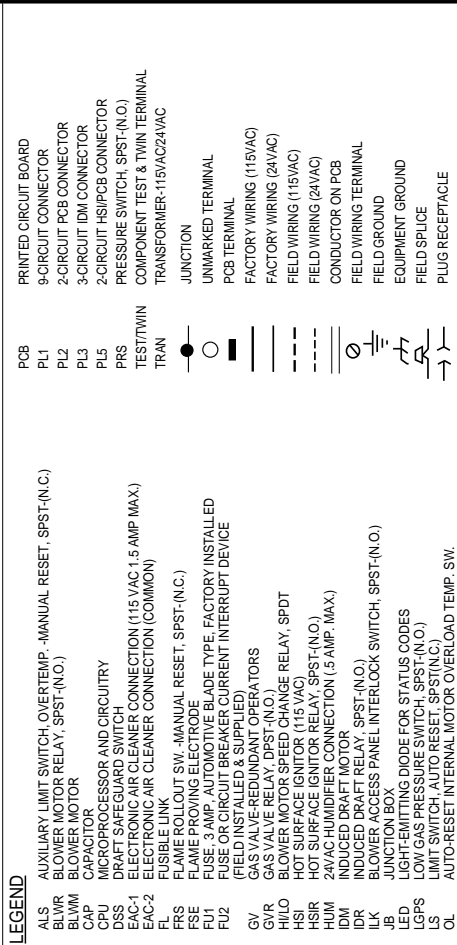 LEGEND
ALS AUXILIARY LIMIT SWITCH, OVERTEMP. -MANUAL RESET, SPST-(N.C.)
BLWR BLOWER MOTOR RELAY, SPST-(N.O.)
BLWM BLOWER MOTOR
CAP CAPACITOR
CPU MICROPROCESSOR AND CIRCUITRY
DSS DRAFT SAFEGUARD SWITCH
EAC-1 ELECTRONIC AIR CLEANER CONNECTION (115 VAC 1.5 AMP MAX.)
EAC-2 ELECTRONIC AIR CLEANER CONNECTION (COMMON)
FL FUSIBLE LINK
FRS FLAME ROLLOUT SW. -MANUAL RESET, SPST-(N.C.)
FSE FLAME PROVING ELECTRODE
FU1 FUSE, 3 AMP, AUTOMOTIVE BLADE TYPE, FACTORY INSTALLED
FU2 FUSE OR CIRCUIT BREAKER CURRENT INTERRUPT DEVICE
(FIELD INSTALLED & SUPPLIED)
GV GAS VALVE-REDUNDANT OPERATORS
GVR GAS VALVE RELAY, DPST-(N.O.)
HI/LO BLOWER MOTOR SPEED CHANGE RELAY, SPDT
HSI HOT SURFACE IGNITOR (115 VAC)
HSIR HOT SURFACE IGNITOR RELAY, SPST-(N.O.)
HUM 24VAC HUMIDIFIER CONNECTION (.5 AMP. MAX.)
IDM INDUCED DRAFT MOTOR
IDR INDUCED DRAFT RELAY, SPST-(N.O.)
ILK BLOWER ACCESS PANEL INTERLOCK SWITCH, SPST-(N.O.)
JB JUNCTION BOX
LED LIGHT-EMITTING DIODE FOR STATUS CODES
LGPS LOW GAS PRESSURE SWITCH, SPST-(N.O.)
LS LIMIT SWITCH, AUTO RESET, SPST(N.C.)
OL AUTO-RESET INTERNAL MOTOR OVERLOAD TEMP. SW.
PCB PRINTED CIRCUIT BOARD
PL1 9-CIRCUIT CONNECTOR
PL2 2-CIRCUIT PCB CONNECTOR
PL3 3-CIRCUIT IDM CONNECTOR
PL5 2-CIRCUIT HSI/PCB CONNECTOR
PRS PRESSURE SWITCH, SPST-(N.O.)
TEST/TWIN COMPONENT TEST & TWIN TERMINAL
TRAN TRANSFORMER-115VAC/24VAC
JUNCTION
UNMARKED TERMINAL
PCB TERMINAL
FACTORY WIRING (115VAC)
FACTORY WIRING (24VAC)
FIELD WIRING (115VAC)
FIELD WIRING (24VAC)
CONDUCTOR ON PCB
FIELD WIRING TERMINAL
FIELD GROUND
EQUIPMENT GROUND
FIELD SPLICE
PLUG RECEPTACLE